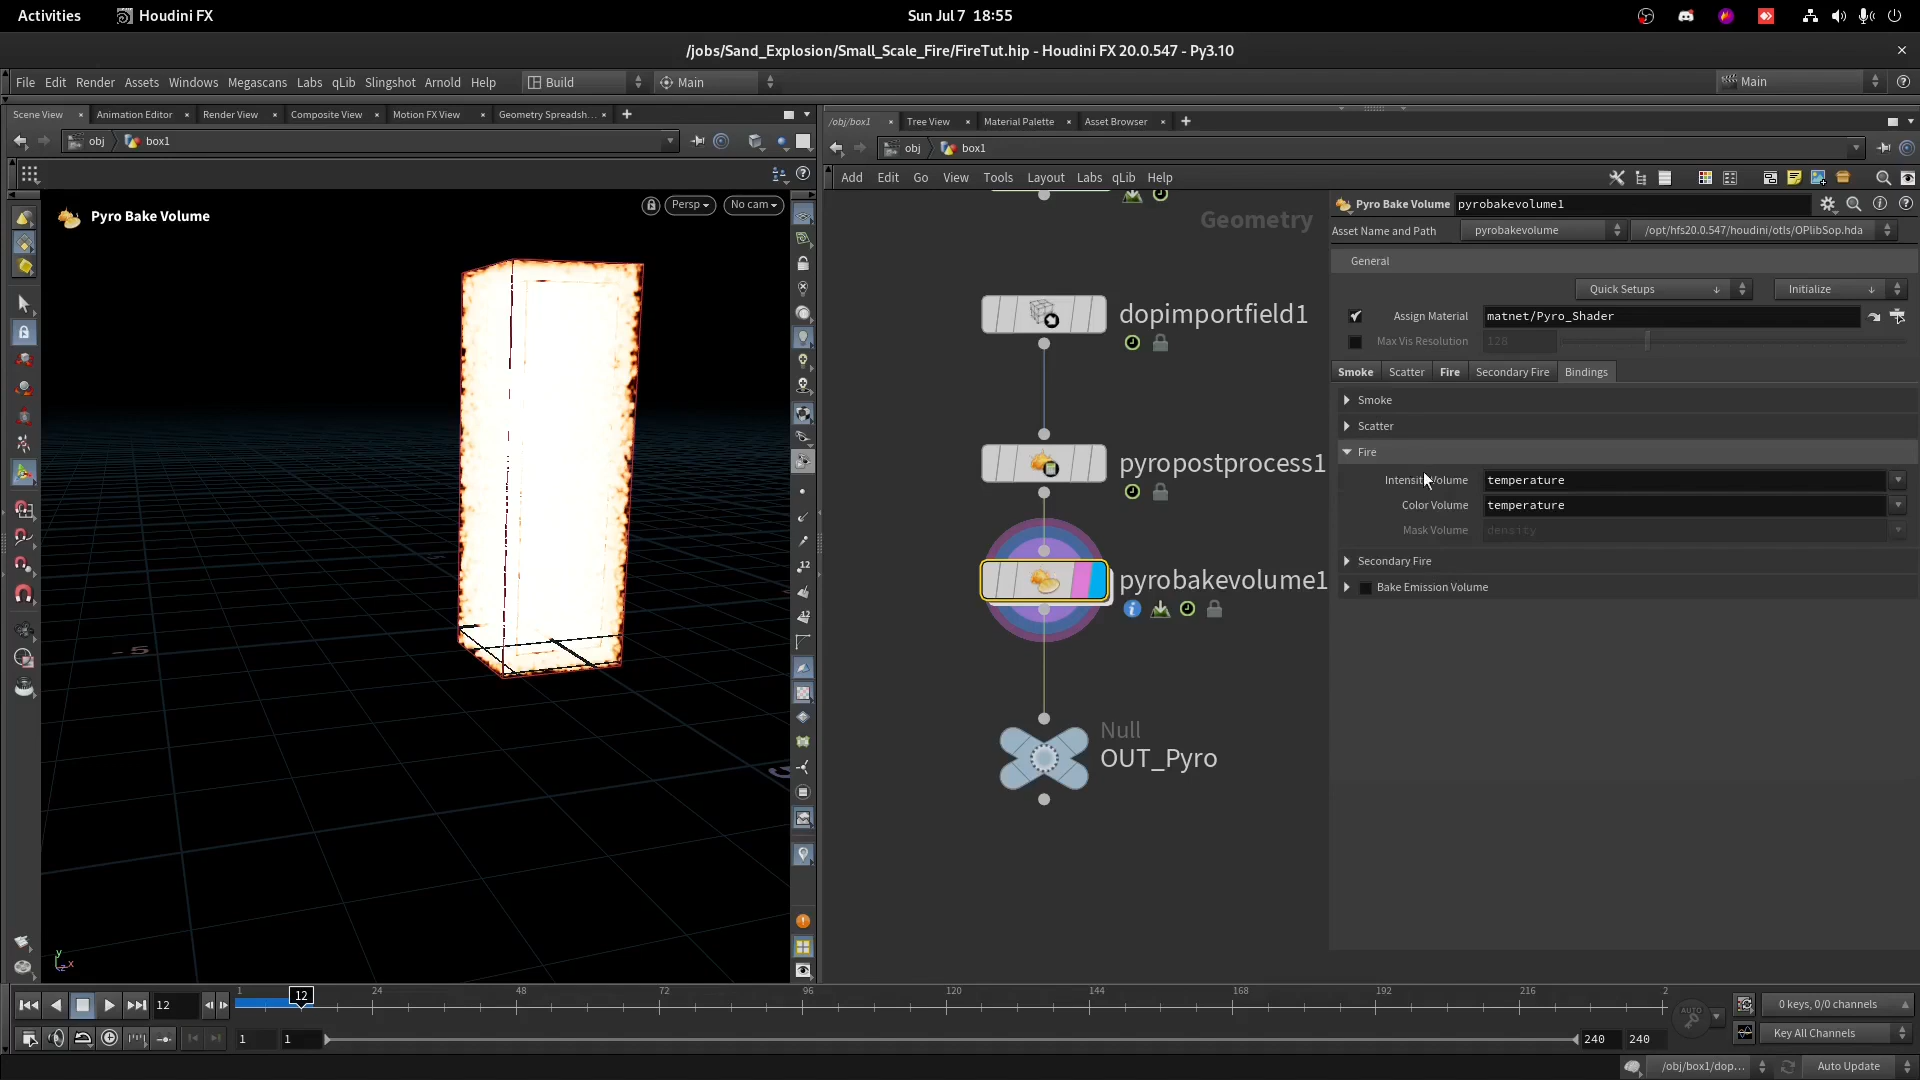 Activities Houdini FX Sun Jul 7 18:55
/jobs/Sand_Explosion/Small_Scale_Fire/FireTut.hip - Houdini FX 20.0.547 - Py3.10
File Edit Render Assets Windows Megascans Labs qLib Slingshot Arnold Help Build Main Main
Scene View Animation Editor Render View Composite View Motion FX View Geometry Spreadsh...
obj box1
Pyro Bake Volume
Persp No cam
-5
/obj/box1 Tree View Material Palette Asset Browser
obj box1
Add Edit Go View Tools Layout Labs qLib Help
Geometry
dopimportfield1
pyropostprocess1
pyrobakevolume1
Null
OUT_Pyro
Pyro Bake Volume pyrobakevolume1
Asset Name and Path pyrobakevolume /opt/hfs20.0.547/houdini/otls/OPlibSop.hda
General
Quick Setups Initialize
Assign Material matnet/Pyro_Shader
Max Vis Resolution 128
Smoke Scatter Fire Secondary Fire Bindings
Smoke
Scatter
Fire
Intensity Volume temperature
Color Volume temperature
Mask Volume density
Secondary Fire
Bake Emission Volume
12
12
12 1 12 24 48 72 96 120 144 168 192 216 2
AUTO
0 keys, 0/0 channels
1 1 240 240 Key All Channels
/obj/box1/dop... Auto Update